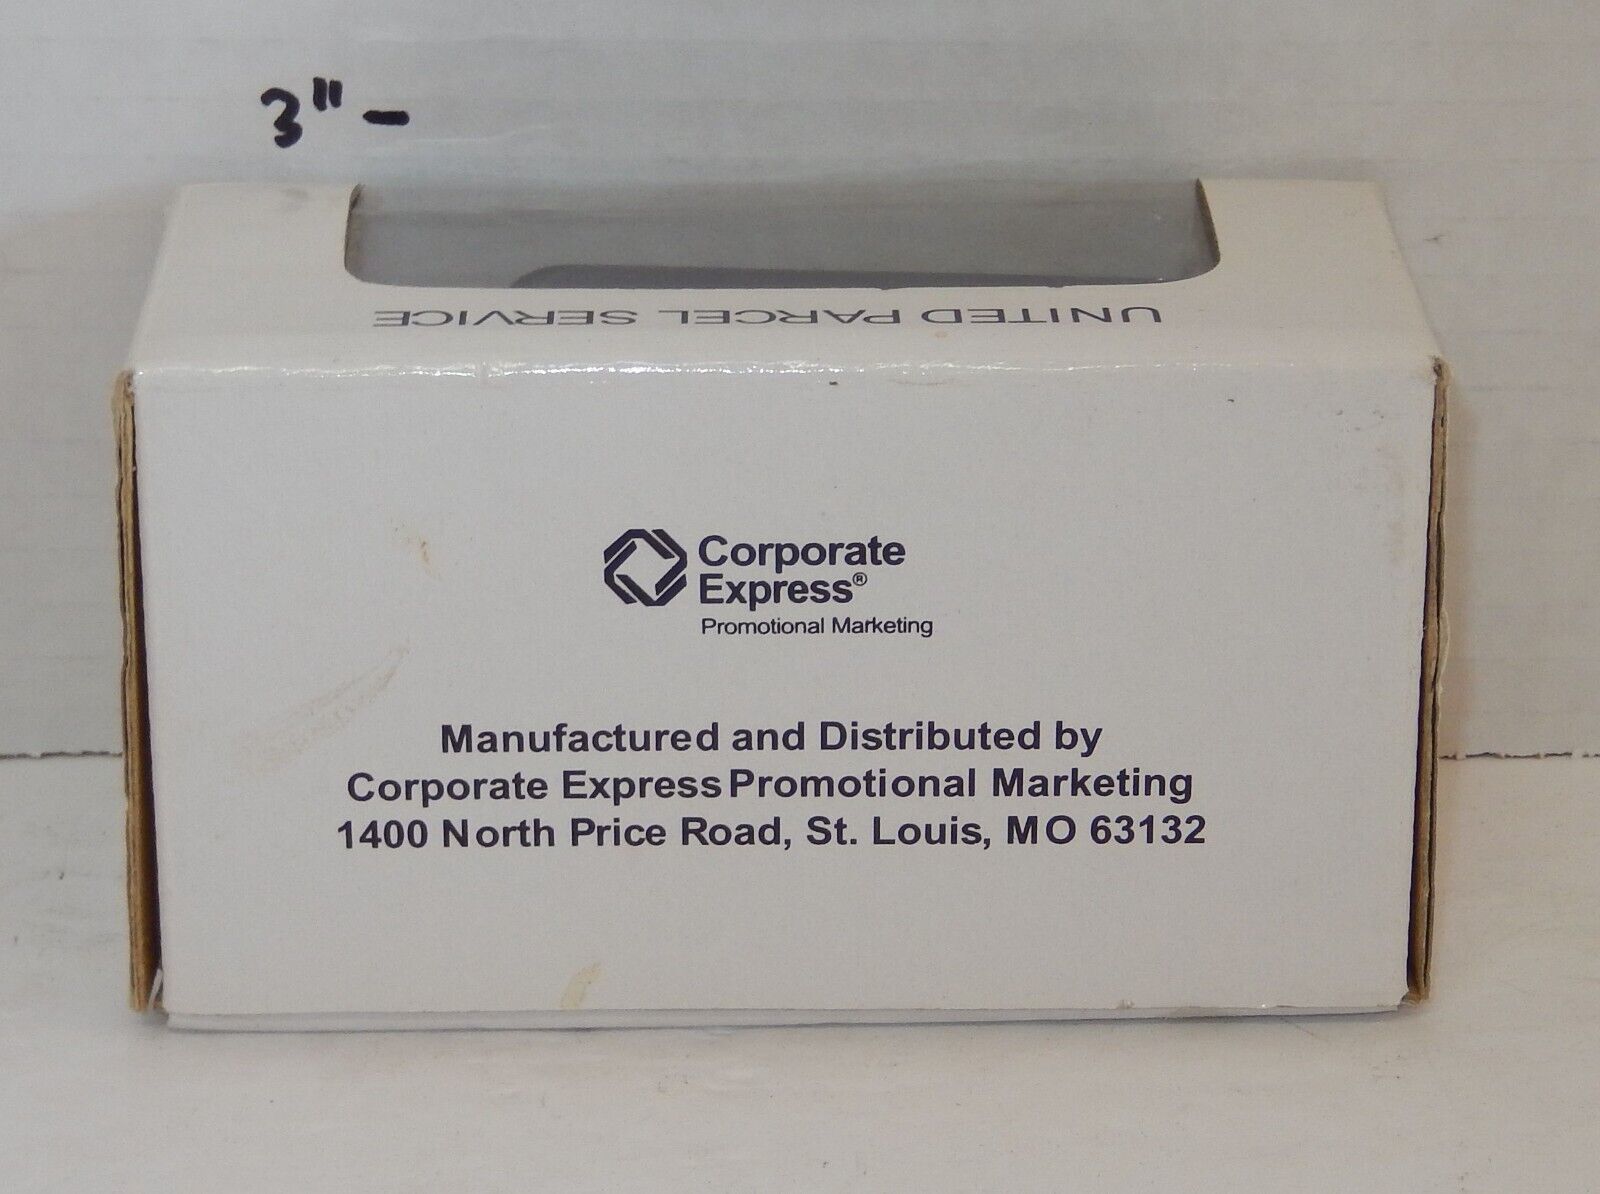 3" -
UNITED PARCEL SERVICE
Corporate
Express®
Promotional Marketing
Manufactured and Distributed by
Corporate Express Promotional Marketing
1400 North Price Road, St. Louis, MO 63132